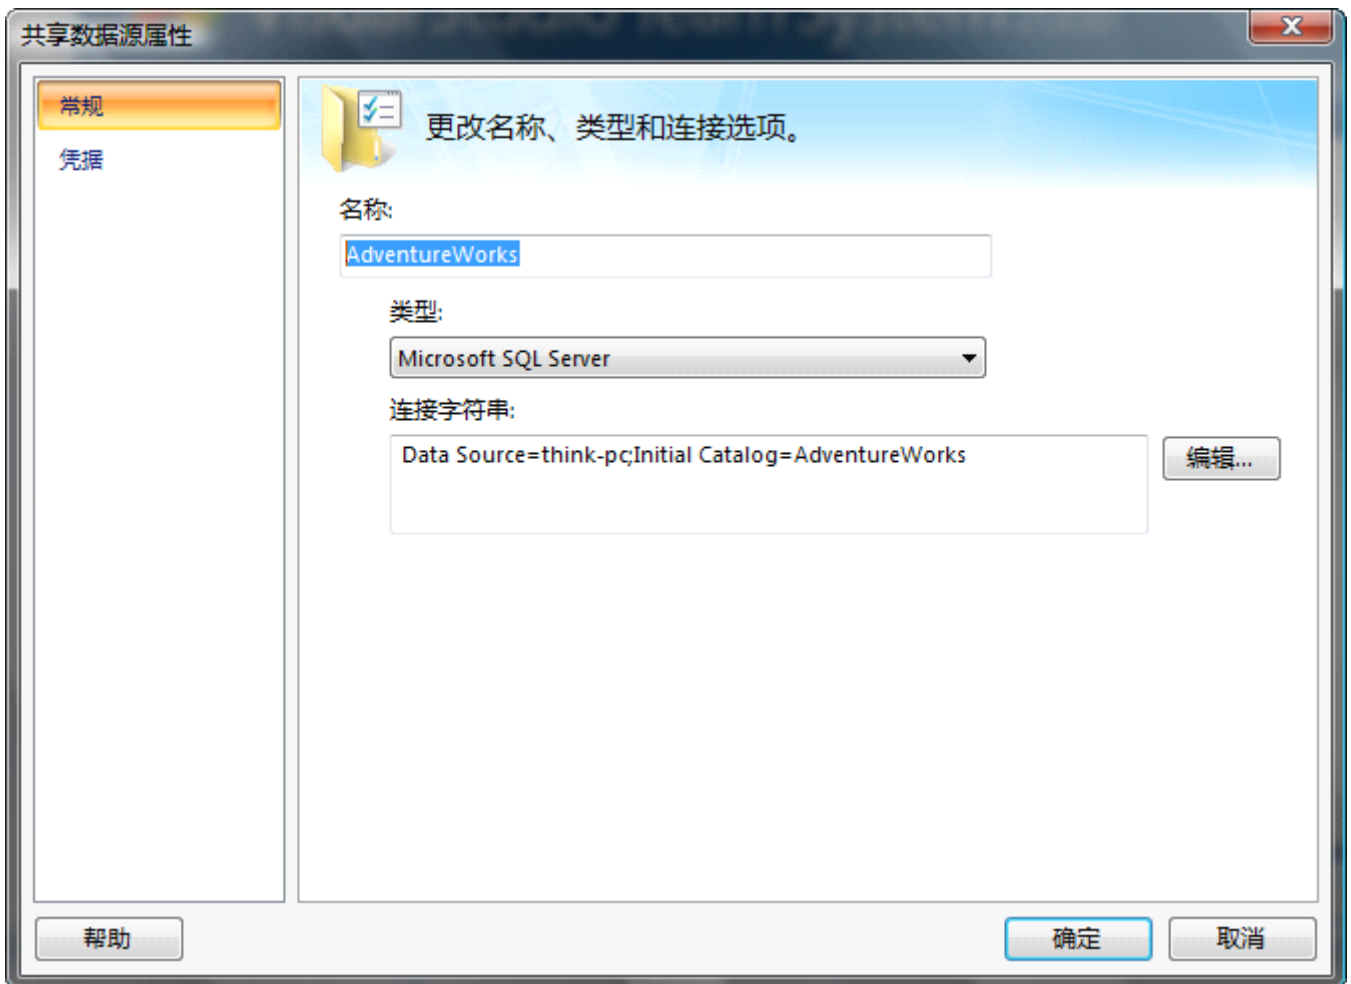 共享数据源属性
常规
凭据
更改名称、类型和连接选项。
名称:
AdventureWorks
类型:
Microsoft SQL Server
连接字符串:
Data Source=think-pc;Initial Catalog=AdventureWorks
编辑...
帮助
确定
取消